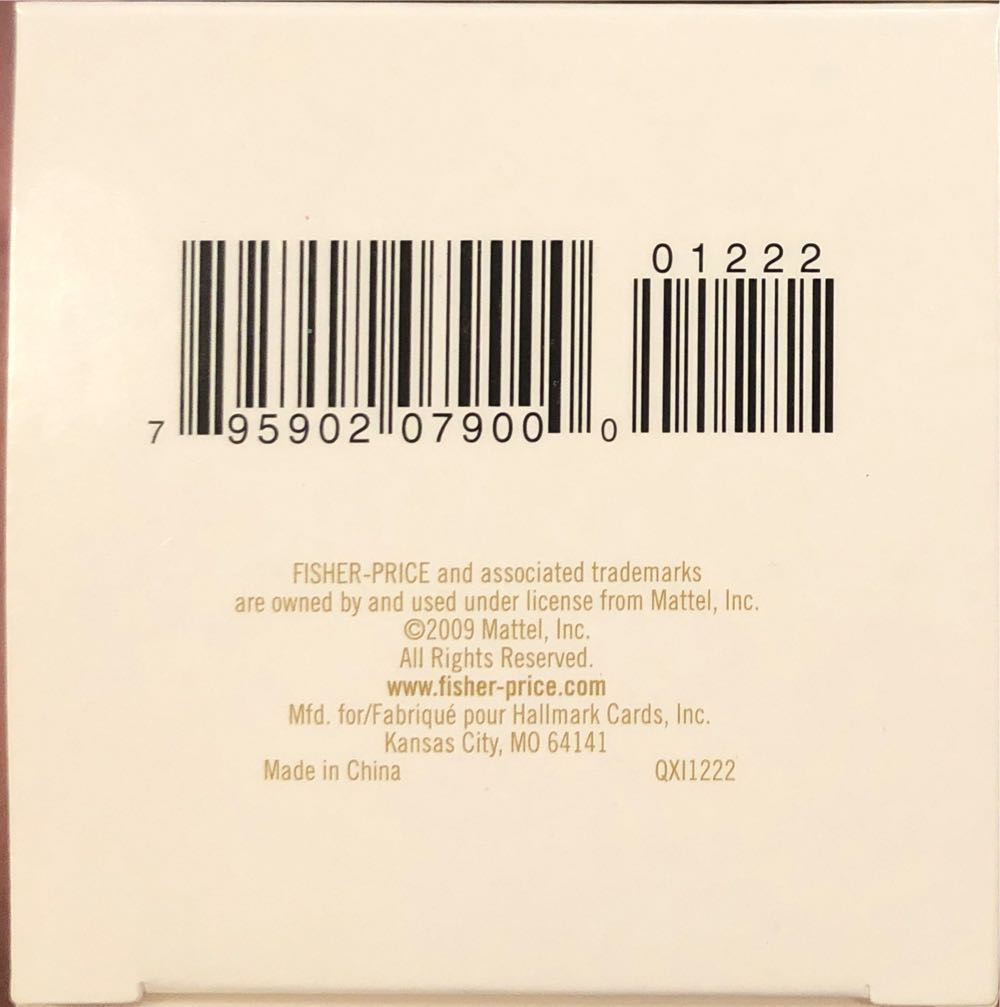 01222
7 95902 07900 0
FISHER-PRICE and associated trademarks
are owned by and used under license from Mattel, Inc.
©2009 Mattel, Inc.
All Rights Reserved.
www.fisher-price.com
Mfd. for/Fabriqué pour Hallmark Cards, Inc.
Kansas City, MO 64141
Made in China QXI1222